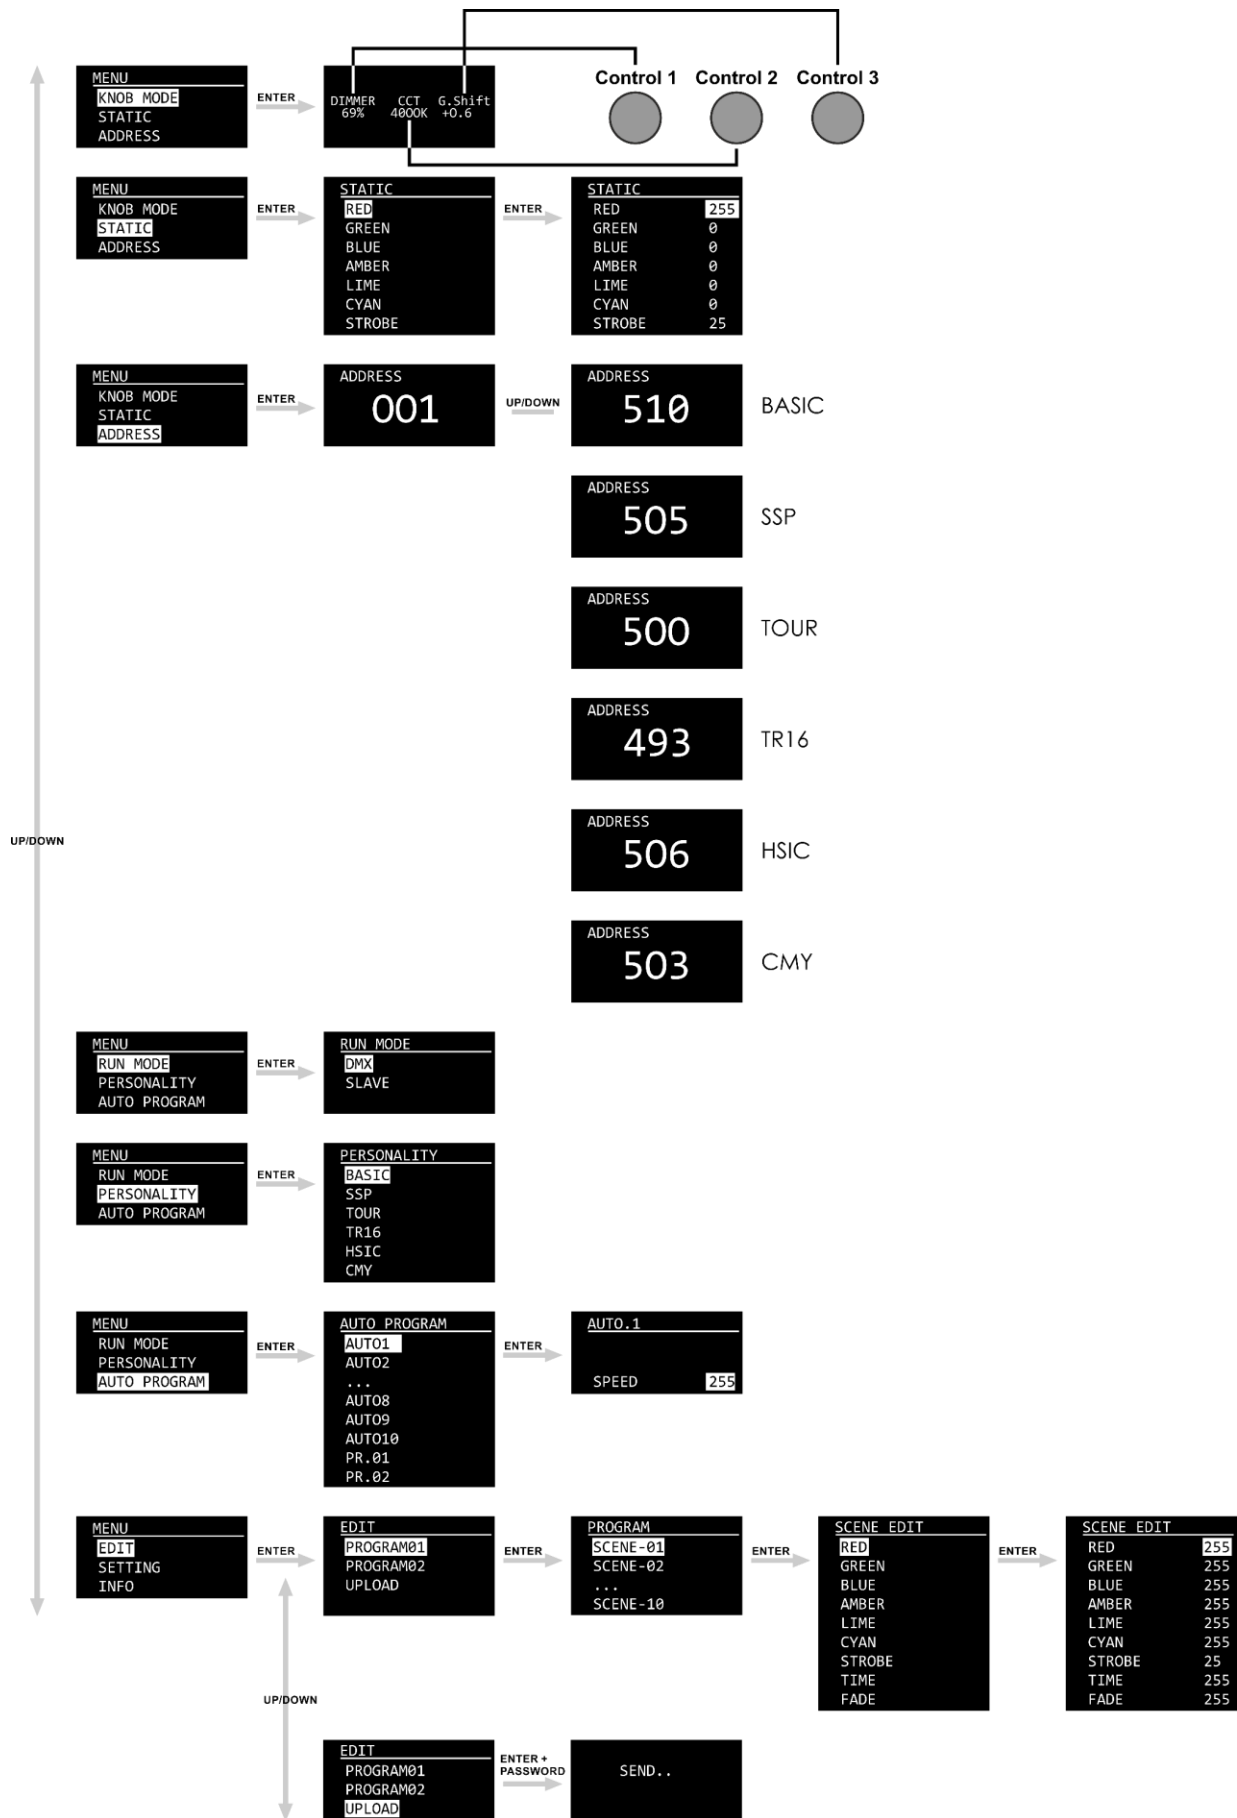 Control 1 Control 2 Control 3
MENU
KNOB MODE
STATIC
ADDRESS
ENTER
DIMMER CCT G.Shift
69% 4000K +0.6
MENU
KNOB MODE
STATIC
ADDRESS
ENTER
STATIC
RED
GREEN
BLUE
AMBER
LIME
CYAN
STROBE
ENTER
STATIC
RED 255
GREEN 0
BLUE 0
AMBER 0
LIME 0
CYAN 0
STROBE 25
MENU
KNOB MODE
STATIC
ADDRESS
ENTER
ADDRESS
001
UP/DOWN
ADDRESS
510
BASIC
ADDRESS
505
SSP
ADDRESS
500
TOUR
ADDRESS
493
TR16
UP/DOWN
ADDRESS
506
HSIC
ADDRESS
503
CMY
MENU
RUN MODE
PERSONALITY
AUTO PROGRAM
ENTER
RUN MODE
DMX
SLAVE
MENU
RUN MODE
PERSONALITY
AUTO PROGRAM
ENTER
PERSONALITY
BASIC
SSP
TOUR
TR16
HSIC
CMY
MENU
RUN MODE
PERSONALITY
AUTO PROGRAM
ENTER
AUTO PROGRAM
AUTO1
AUTO2
...
AUTO8
AUTO9
AUTO10
PR.01
PR.02
ENTER
AUTO.1
SPEED 255
MENU
EDIT
SETTING
INFO
ENTER
EDIT
PROGRAM01
PROGRAM02
UPLOAD
ENTER
PROGRAM
SCENE-01
SCENE-02
...
SCENE-10
ENTER
SCENE EDIT
RED
GREEN
BLUE
AMBER
LIME
CYAN
STROBE
TIME
FADE
ENTER
SCENE EDIT
RED 255
GREEN 255
BLUE 255
AMBER 255
LIME 255
CYAN 255
STROBE 25
TIME 255
FADE 255
UP/DOWN
EDIT
PROGRAM01
PROGRAM02
UPLOAD
ENTER +
PASSWORD
SEND..